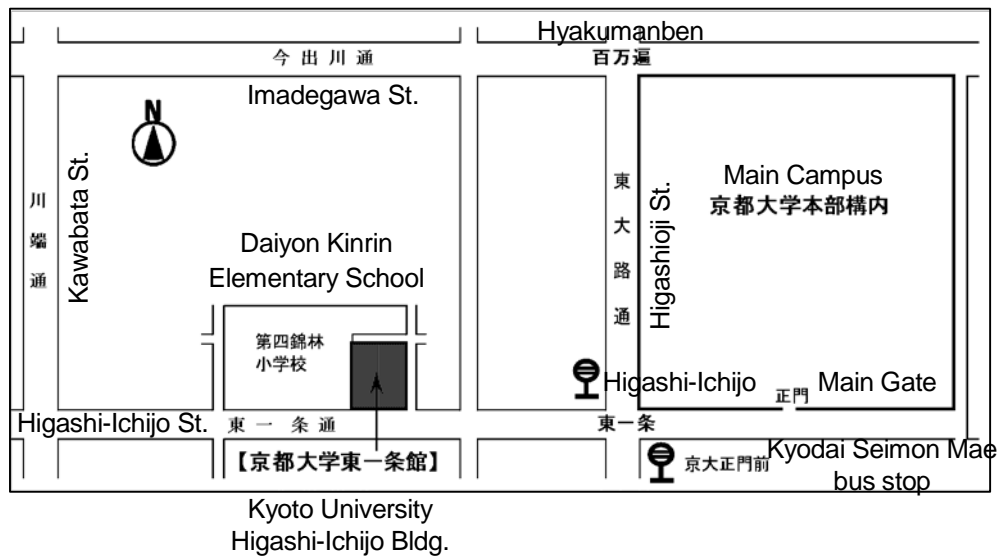 Hyakumanben
今出川通
百万遍
Imadegawa St.
N
川端通
Kawabata St.
東大路通
Higashioji St.
Main Campus
京都大学本部構内
Daiyon Kinrin
Elementary School
第四錦林
小学校
Higashi-Ichijo
Main Gate
正門
Higashi-Ichijo St.
東一条通
東一条
【京都大学東一条館】
京大正門前
Kyodai Seimon Mae
bus stop
Kyoto University
Higashi-Ichijo Bldg.